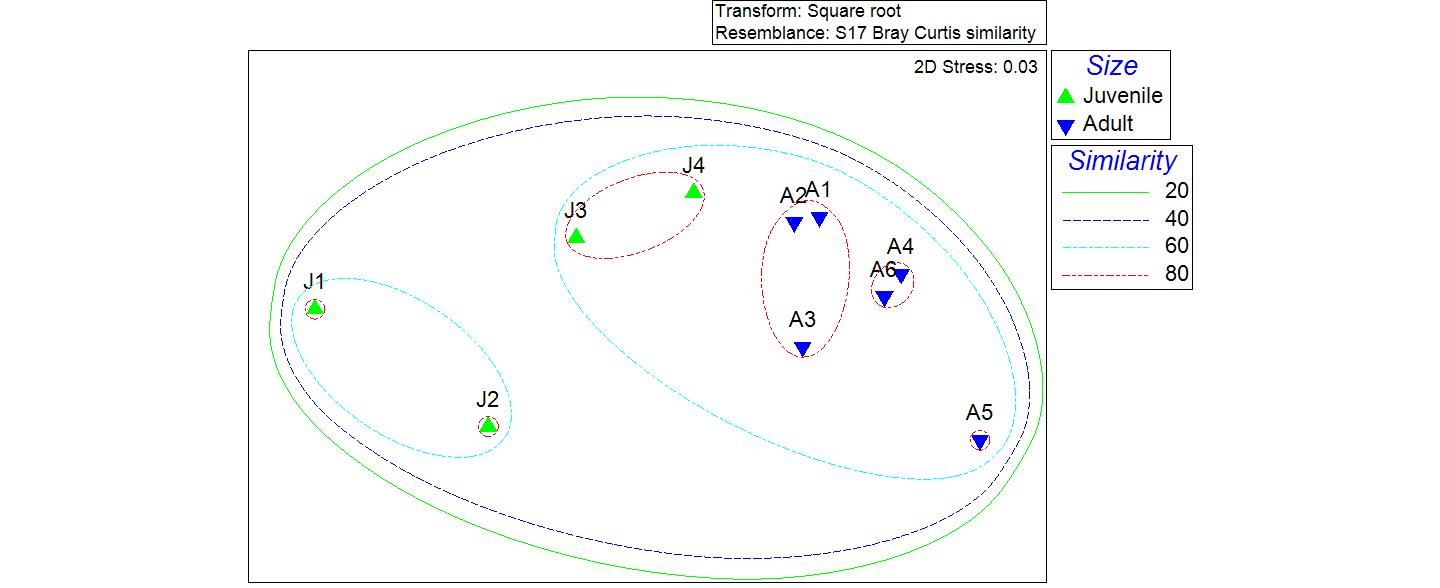 Transform: Square root
Resemblance: S17 Bray Curtis similarity
2D Stress: 0.03
Size
Juvenile
Adult
Similarity
20
40
60
80
J4
A2 A1
J3
A4
A6
J1
A3
J2
A5